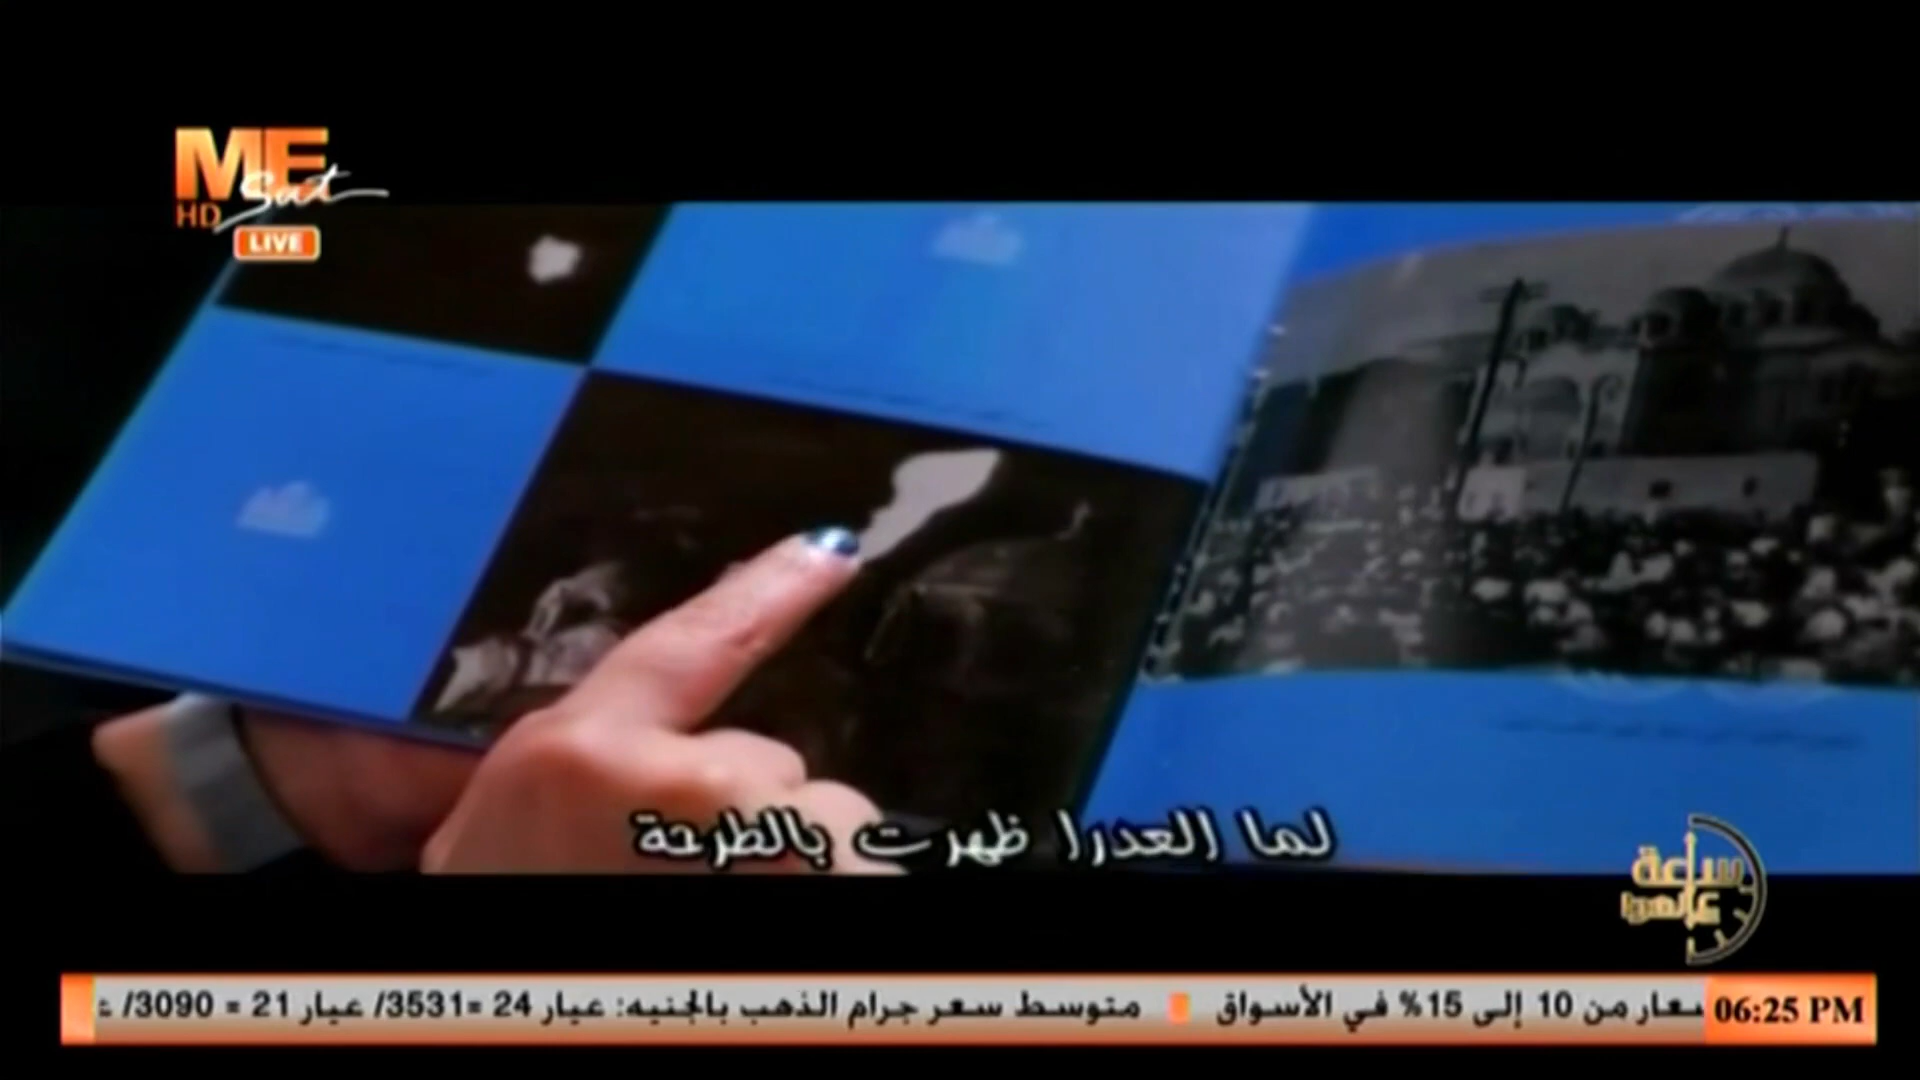 ME
Sat
HD
LIVE
لما العدرا ظهرت بالطرحة
ساعة
عالهوا
سعار من 10 إلى 15% في الأسواق ■ متوسط سعر جرام الذهب بالجنيه: عيار 24 =3531/ عيار 21 = 3090/ ع
06:25 PM